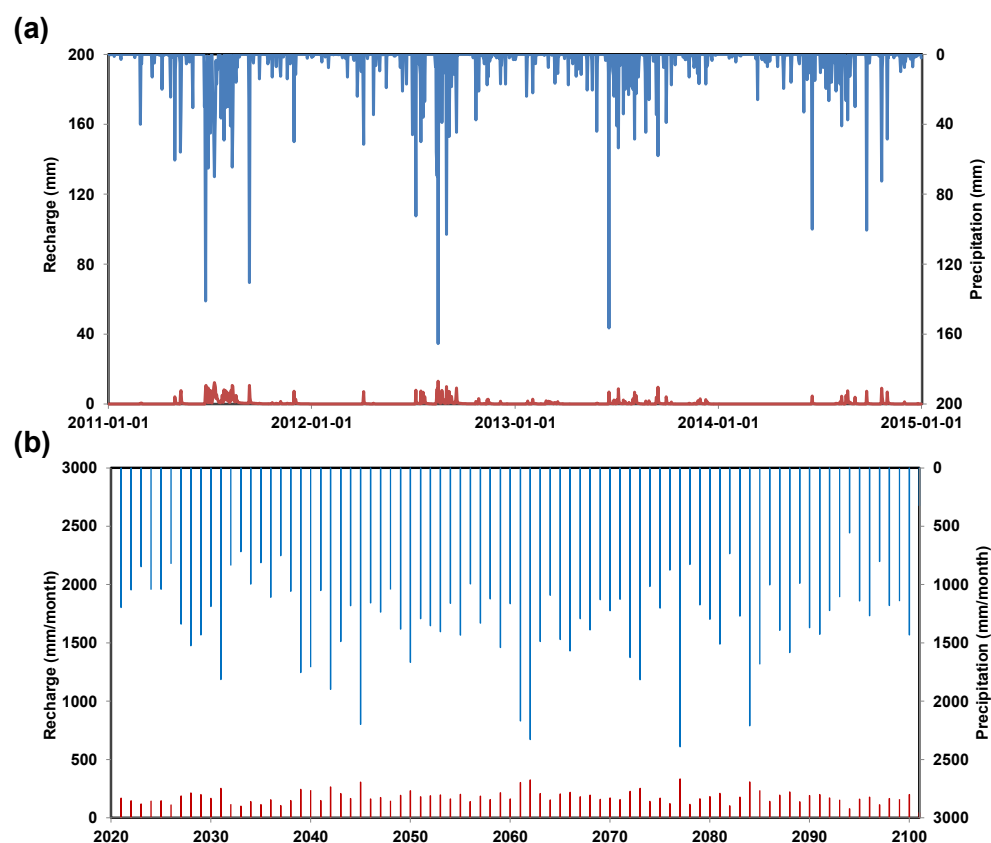 (a)
200 0
160 40
120 80
80 120
40 160
0 200
Recharge (mm)
Precipitation (mm)
2011-01-01 2012-01-01 2013-01-01 2014-01-01 2015-01-01
(b)
3000 0
2500 500
2000 1000
1500 1500
1000 2000
500 2500
0 3000
Recharge (mm/month)
Precipitation (mm/month)
2020 2030 2040 2050 2060 2070 2080 2090 2100